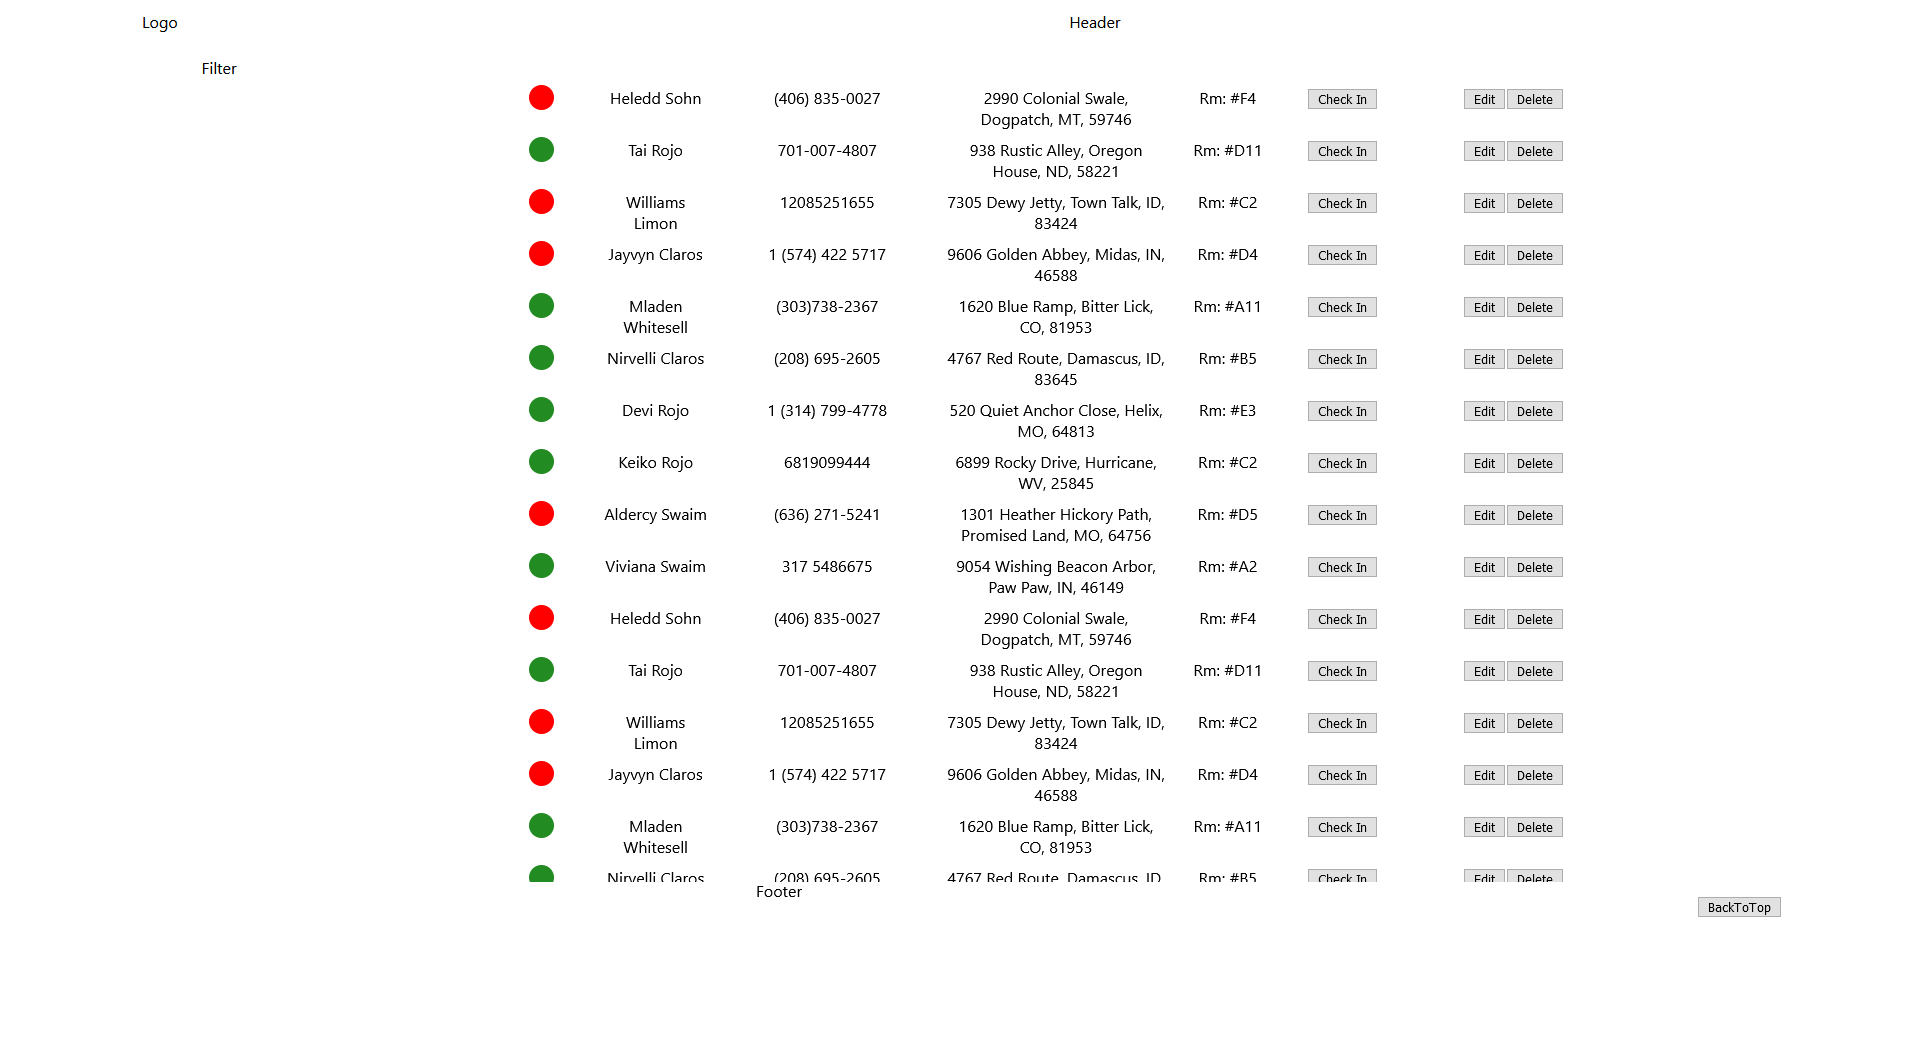 Logo
Header
Filter
Heledd Sohn (406) 835-0027 2990 Colonial Swale, Rm: #F4 Check In Edit Delete
Dogpatch, MT, 59746
Tai Rojo 701-007-4807 938 Rustic Alley, Oregon Rm: #D11 Check In Edit Delete
House, ND, 58221
Williams 12085251655 7305 Dewy Jetty, Town Talk, ID, Rm: #C2 Check In Edit Delete
Limon 83424
Jayvyn Claros 1 (574) 422 5717 9606 Golden Abbey, Midas, IN, Rm: #D4 Check In Edit Delete
46588
Mladen (303)738-2367 1620 Blue Ramp, Bitter Lick, Rm: #A11 Check In Edit Delete
Whitesell CO, 81953
Nirvelli Claros (208) 695-2605 4767 Red Route, Damascus, ID, Rm: #B5 Check In Edit Delete
83645
Devi Rojo 1 (314) 799-4778 520 Quiet Anchor Close, Helix, Rm: #E3 Check In Edit Delete
MO, 64813
Keiko Rojo 6819099444 6899 Rocky Drive, Hurricane, Rm: #C2 Check In Edit Delete
WV, 25845
Aldercy Swaim (636) 271-5241 1301 Heather Hickory Path, Rm: #D5 Check In Edit Delete
Promised Land, MO, 64756
Viviana Swaim 317 5486675 9054 Wishing Beacon Arbor, Rm: #A2 Check In Edit Delete
Paw Paw, IN, 46149
Heledd Sohn (406) 835-0027 2990 Colonial Swale, Rm: #F4 Check In Edit Delete
Dogpatch, MT, 59746
Tai Rojo 701-007-4807 938 Rustic Alley, Oregon Rm: #D11 Check In Edit Delete
House, ND, 58221
Williams 12085251655 7305 Dewy Jetty, Town Talk, ID, Rm: #C2 Check In Edit Delete
Limon 83424
Jayvyn Claros 1 (574) 422 5717 9606 Golden Abbey, Midas, IN, Rm: #D4 Check In Edit Delete
46588
Mladen (303)738-2367 1620 Blue Ramp, Bitter Lick, Rm: #A11 Check In Edit Delete
Whitesell CO, 81953
Nirvelli Claros (208) 695-2605 4767 Red Route, Damascus, ID Rm: #B5 Check In Edit Delete
Footer
BackToTop